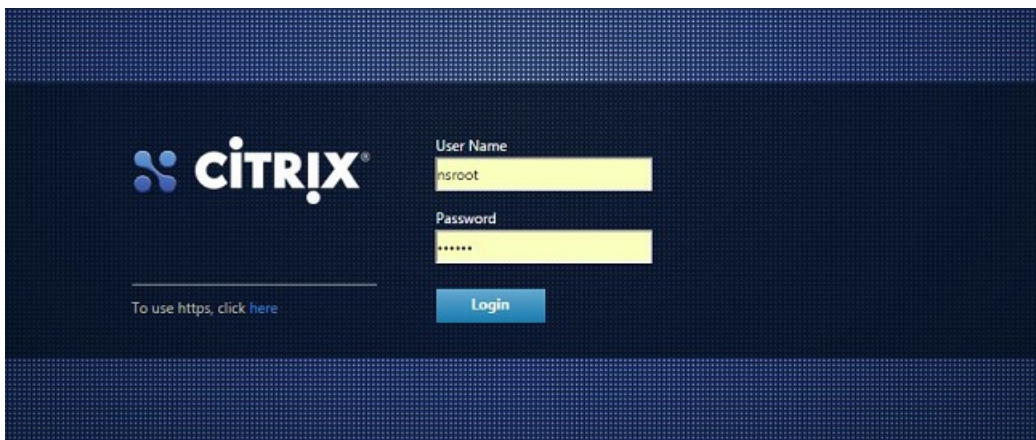 CiTRiX®
User Name
nsroot
Password
••••••
Login
To use https, click here